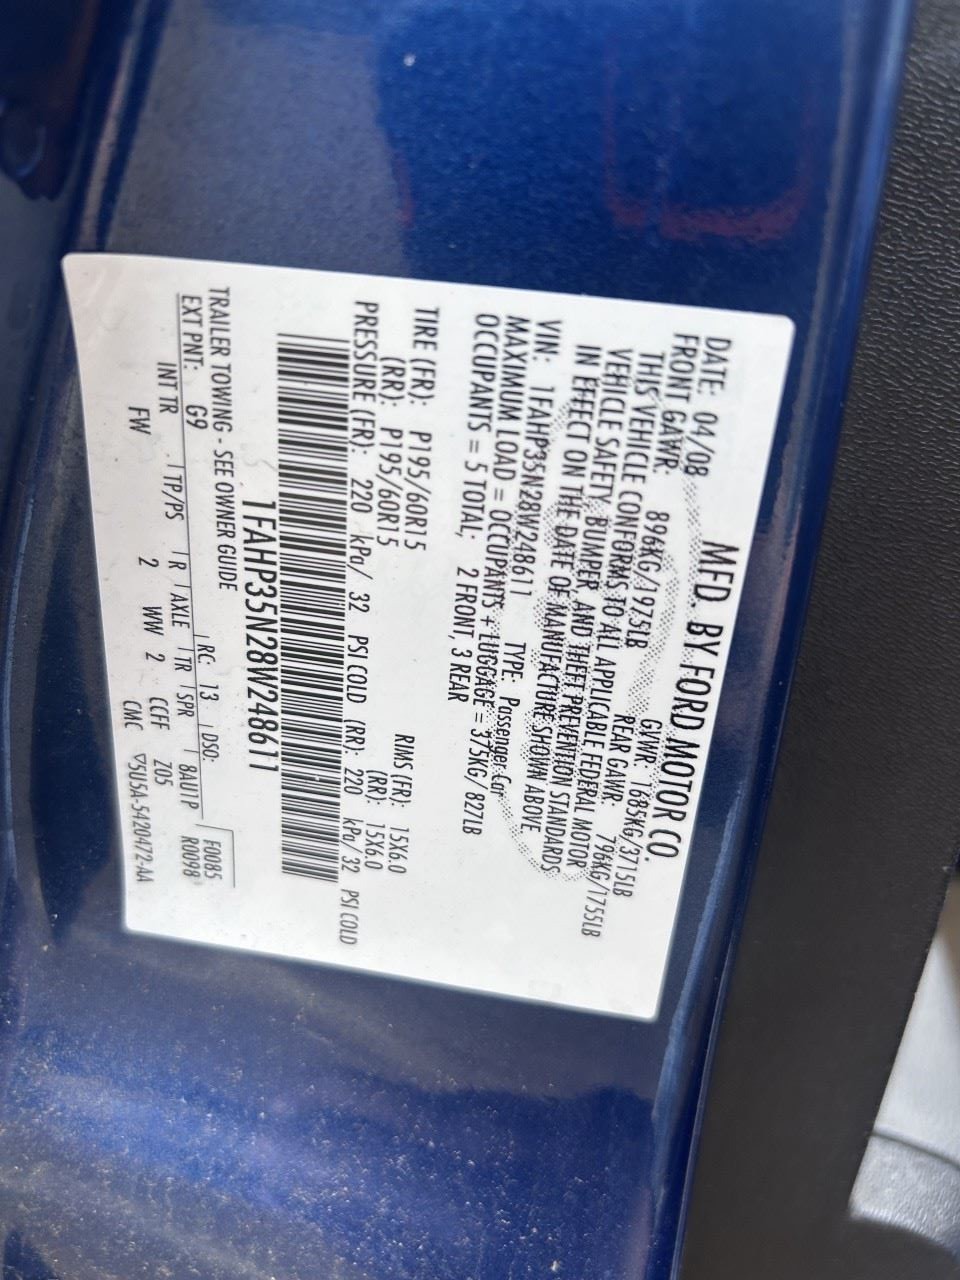 MFD. BY FORD MOTOR CO.
DATE: 04/08 GVWR: 1685KG/3715LB
FRONT GAWR: 896KG/1975LB REAR GAWR: 796KG/1755LB
THIS VEHICLE CONFORMS TO ALL APPLICABLE FEDERAL MOTOR
VEHICLE SAFETY, BUMPER, AND THEFT PREVENTION STANDARDS
IN EFFECT ON THE DATE OF MANUFACTURE SHOWN ABOVE
VIN: 1FAHP35N28W248611 TYPE: Passenger Car
MAXIMUM LOAD = OCCUPANTS + LUGGAGE = 375KG/827LB
OCCUPANTS = 5 TOTAL; 2 FRONT, 3 REAR
TIRE (FR): P195/60R15 RIMS (FR): 15X6.0
(RR): P195/60R15 (RR): 15X6.0
PRESSURE (FR): 220 kPa/ 32 PSI COLD (RR): 220 kPa/ 32 PSI COLD
1FAHP35N28W248611
TRAILER TOWING - SEE OWNER GUIDE
F0085
EXT PNT: G9 RC: 13 DSO: R0098
INT TR TP/PS R AXLE TR SPR 8AU1P
FW 2 WW 2 CCFF Z05
CMC ▽5U5A-5420472-AA